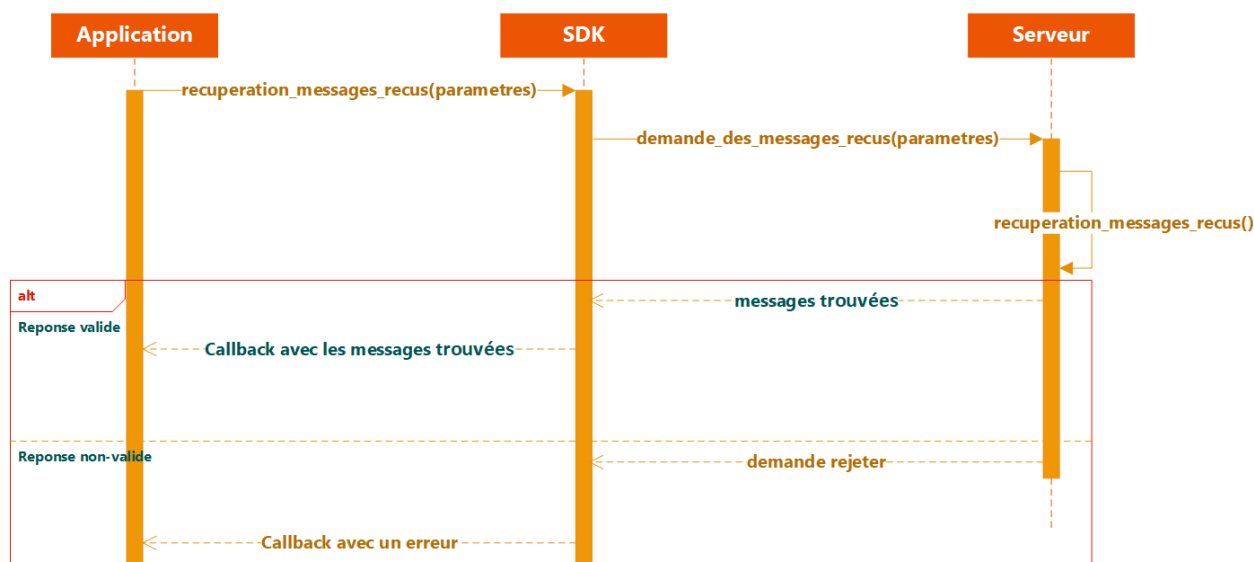 Application
SDK
Serveur
recuperation_messages_recus(parametres)
demande_des_messages_recus(parametres)
recuperation_messages_recus()
alt
messages trouvées
Reponse valide
Callback avec les messages trouvées
Reponse non-valide
demande rejeter
Callback avec un erreur